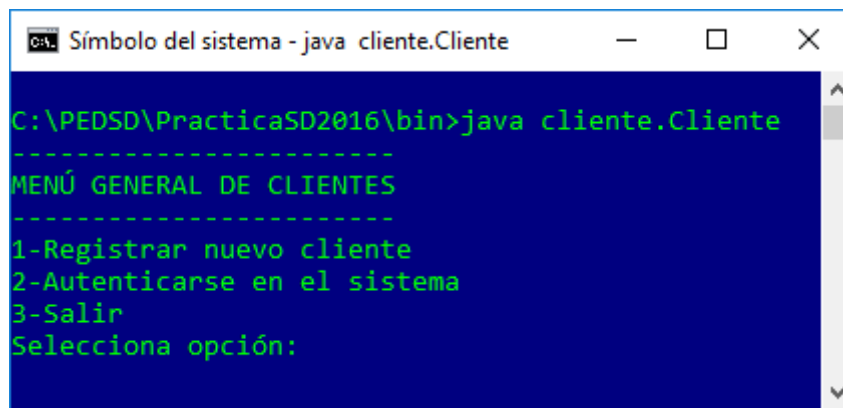 Símbolo del sistema - java cliente.Cliente
C:\PEDSD\PracticaSD2016\bin>java cliente.Cliente
------------------------
MENÚ GENERAL DE CLIENTES
------------------------
1-Registrar nuevo cliente
2-Autenticarse en el sistema
3-Salir
Selecciona opción: